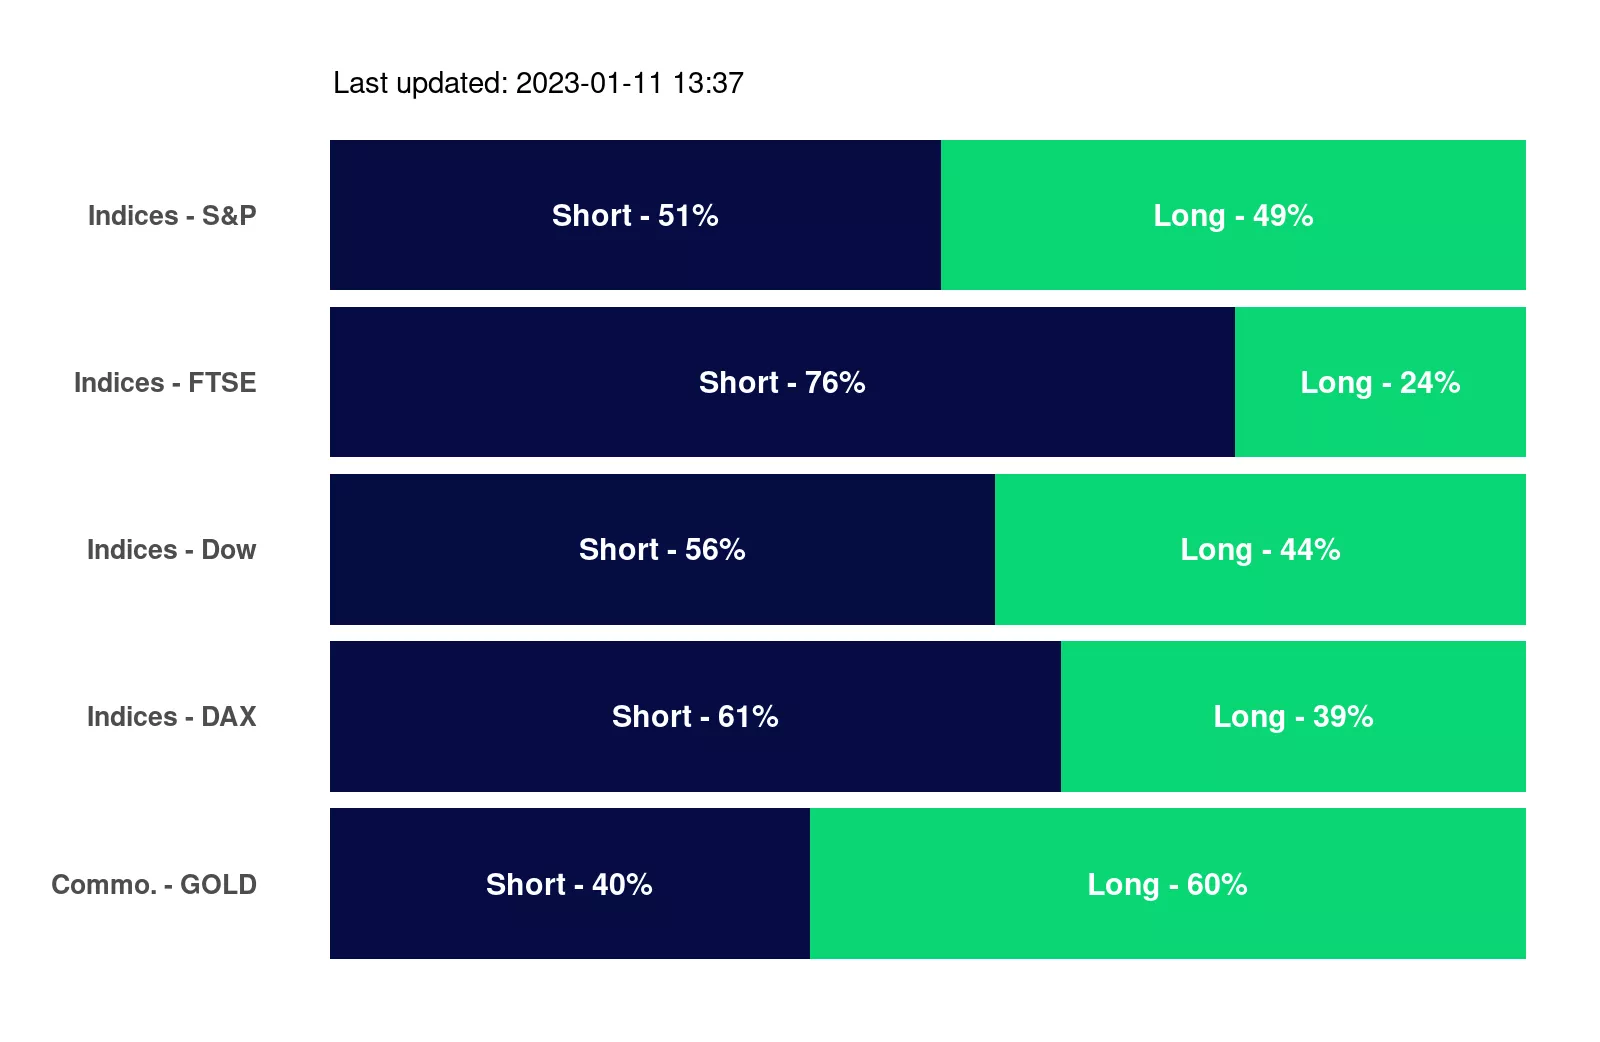 Last updated: 2023-01-11 13:37
Indices - S&P Short - 51% Long - 49%
Indices - FTSE Short - 76% Long - 24%
Indices - Dow Short - 56% Long - 44%
Indices - DAX Short - 61% Long - 39%
Commo. - GOLD Short - 40% Long - 60%